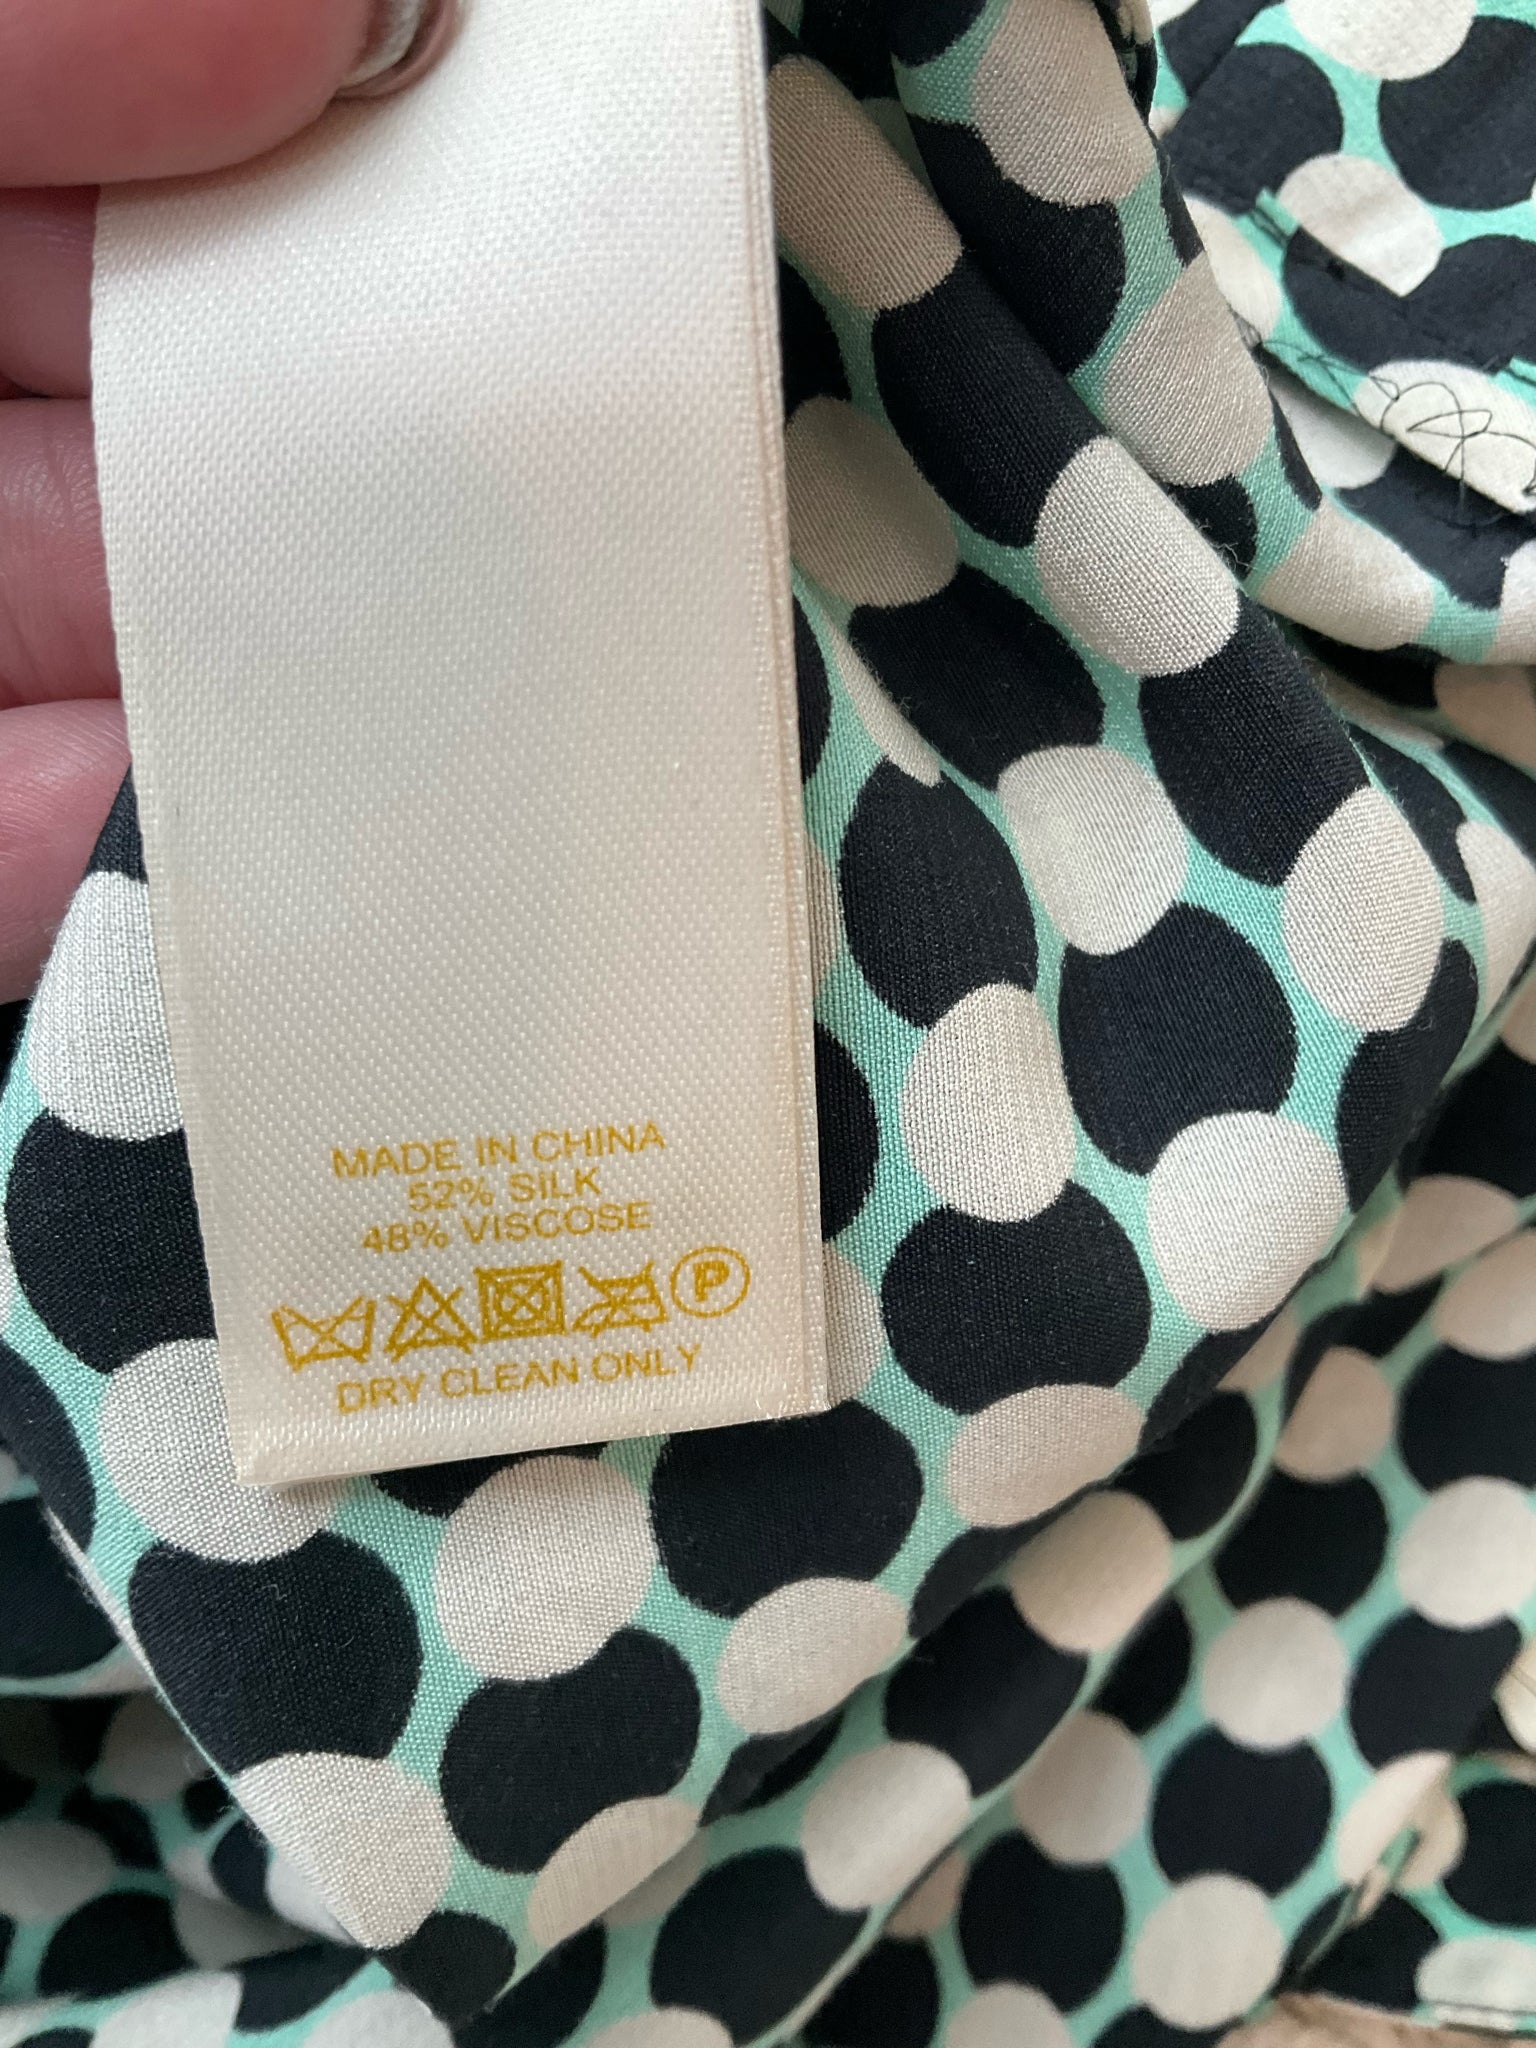 MADE IN CHINA
52% SILK
48% VISCOSE
P
DRY CLEAN ONLY